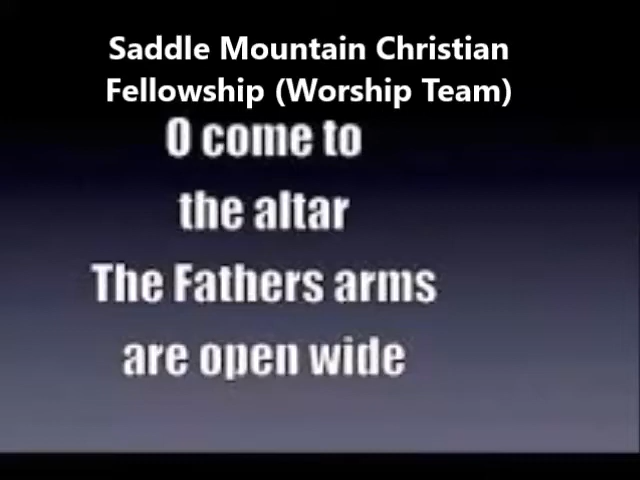 Saddle Mountain Christian
Fellowship (Worship Team)
O come to
the altar
The Fathers arms
are open wide